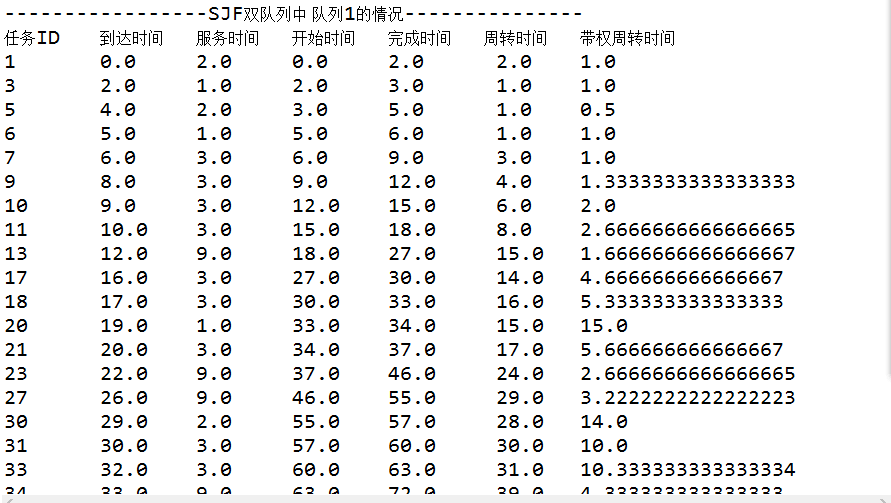 -----------------SJF双队列中 队列1的情况---------------
任务ID 到达时间 服务时间 开始时间 完成时间 周转时间 带权周转时间
1 0.0 2.0 0.0 2.0 2.0 1.0
3 2.0 1.0 2.0 3.0 1.0 1.0
5 4.0 2.0 3.0 5.0 1.0 0.5
6 5.0 1.0 5.0 6.0 1.0 1.0
7 6.0 3.0 6.0 9.0 3.0 1.0
9 8.0 3.0 9.0 12.0 4.0 1.3333333333333333
10 9.0 3.0 12.0 15.0 6.0 2.0
11 10.0 3.0 15.0 18.0 8.0 2.6666666666666665
13 12.0 9.0 18.0 27.0 15.0 1.6666666666666667
17 16.0 3.0 27.0 30.0 14.0 4.666666666666667
18 17.0 3.0 30.0 33.0 16.0 5.333333333333333
20 19.0 1.0 33.0 34.0 15.0 15.0
21 20.0 3.0 34.0 37.0 17.0 5.666666666666667
23 22.0 9.0 37.0 46.0 24.0 2.6666666666666665
27 26.0 9.0 46.0 55.0 29.0 3.2222222222222223
30 29.0 2.0 55.0 57.0 28.0 14.0
31 30.0 3.0 57.0 60.0 30.0 10.0
33 32.0 3.0 60.0 63.0 31.0 10.333333333333334
34 33.0 9.0 63.0 72.0 39.0 4.333333333333333